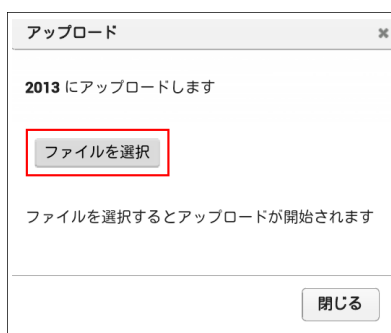 アップロード
2013 にアップロードします
ファイルを選択
ファイルを選択するとアップロードが開始されます
閉じる